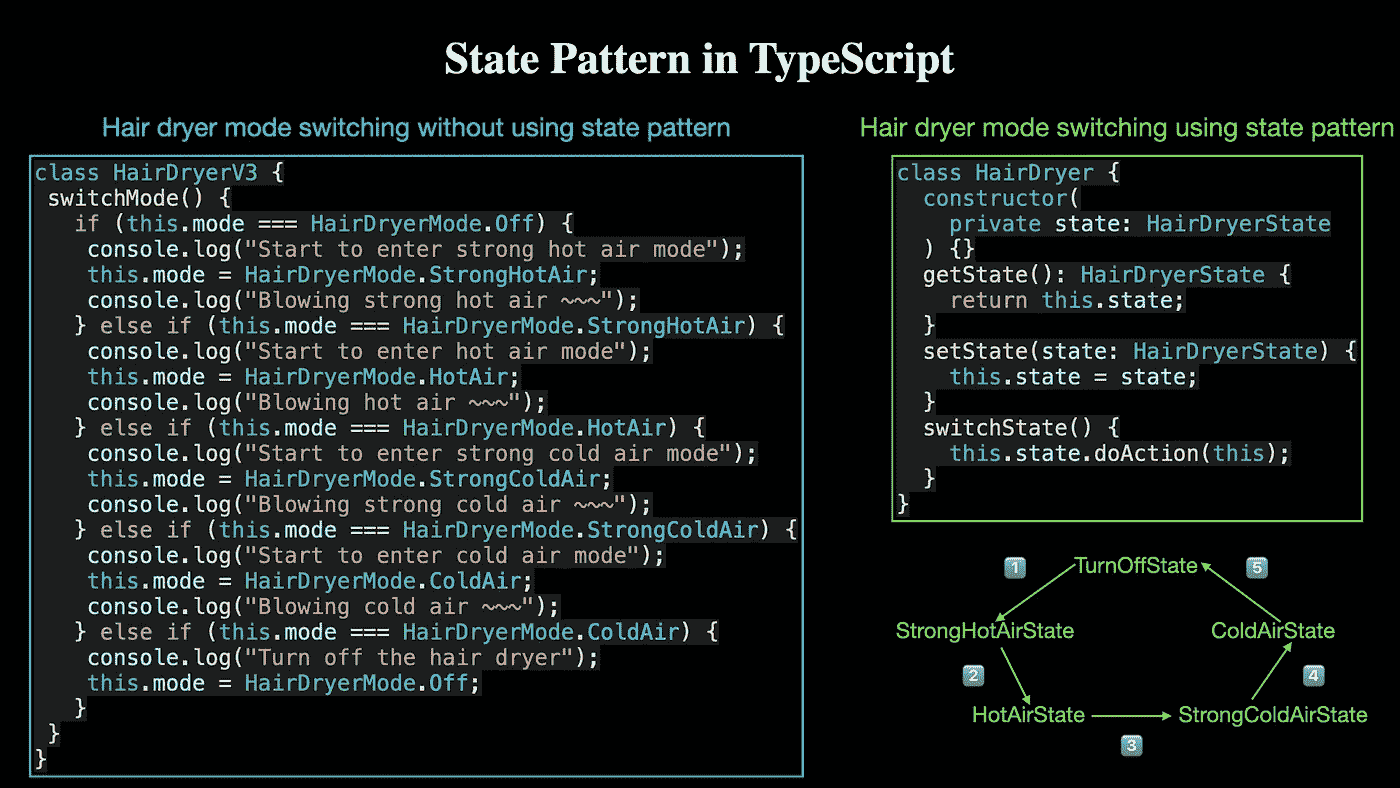 State Pattern in TypeScript
Hair dryer mode switching without using state pattern
class HairDryerV3 {
switchMode() {
if (this.mode === HairDryerMode.Off) {
console.log("Start to enter strong hot air mode");
this.mode = HairDryerMode.StrongHotAir;
console.log("Blowing strong hot air ~~~");
} else if (this.mode === HairDryerMode.StrongHotAir) {
console.log("Start to enter hot air mode");
this.mode = HairDryerMode.HotAir;
console.log("Blowing hot air ~~~");
} else if (this.mode === HairDryerMode.HotAir) {
console.log("Start to enter strong cold air mode");
this.mode = HairDryerMode.StrongColdAir;
console.log("Blowing strong cold air ~~~");
} else if (this.mode === HairDryerMode.StrongColdAir) {
console.log("Start to enter cold air mode");
this.mode = HairDryerMode.ColdAir;
console.log("Blowing cold air ~~~");
} else if (this.mode === HairDryerMode.ColdAir) {
console.log("Turn off the hair dryer");
this.mode = HairDryerMode.Off;
}
}
}
Hair dryer mode switching using state pattern
class HairDryer {
constructor(
private state: HairDryerState
) {}
getState(): HairDryerState {
return this.state;
}
setState(state: HairDryerState) {
this.state = state;
}
switchState() {
this.state.doAction(this);
}
}
1 TurnOffState 5
StrongHotAirState ColdAirState
2 4
HotAirState StrongColdAirState
3